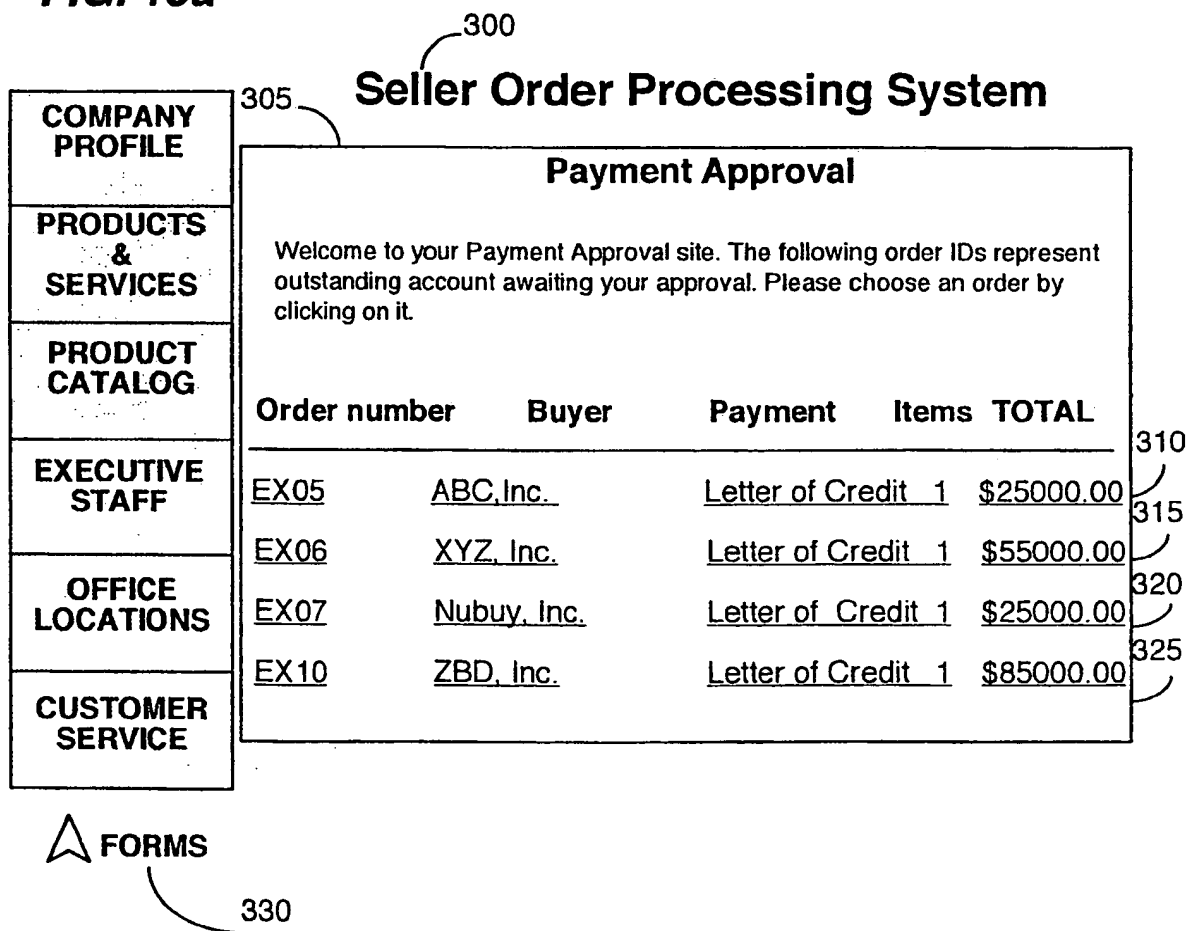 300
Seller Order Processing System
COMPANY
PROFILE
PRODUCTS
&
SERVICES
PRODUCT
CATALOG
EXECUTIVE
STAFF
OFFICE
LOCATIONS
CUSTOMER
SERVICE
305
Payment Approval
Welcome to your Payment Approval site. The following order IDs represent
outstanding account awaiting your approval. Please choose an order by
clicking on it.
Order number Buyer Payment Items TOTAL
310
EX05 ABC,Inc. Letter of Credit 1 $25000.00
315
EX06 XYZ, Inc. Letter of Credit 1 $55000.00
320
EX07 Nubuy, Inc. Letter of Credit 1 $25000.00
325
EX10 ZBD, Inc. Letter of Credit 1 $85000.00
FORMS
330